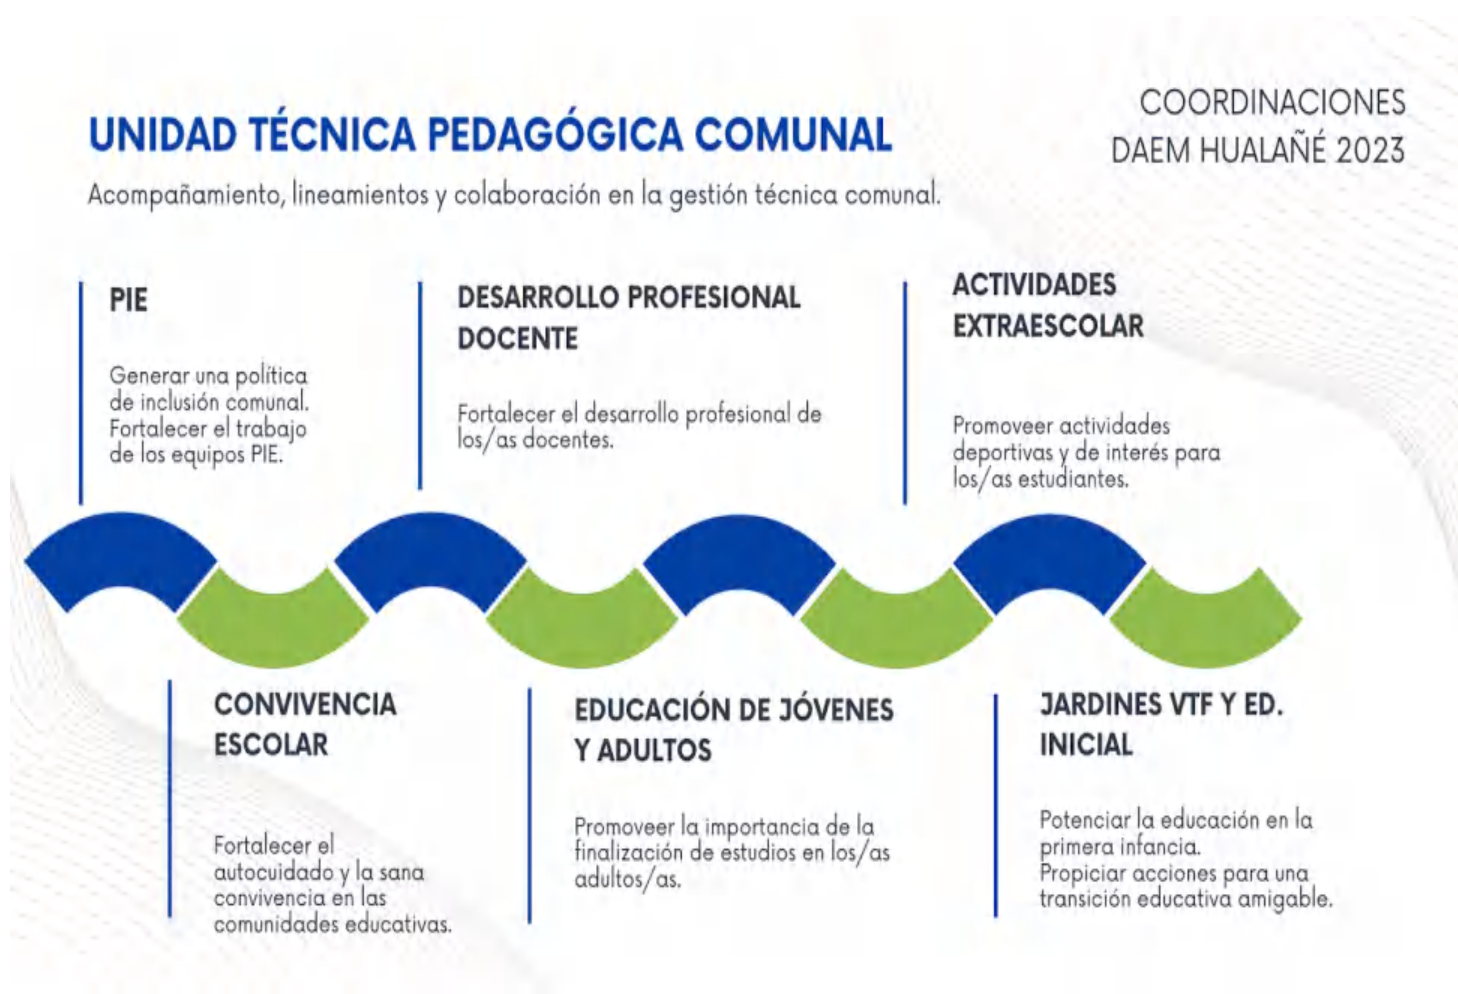 COORDINACIONES
DAEM HUALAÑÉ 2023
UNIDAD TÉCNICA PEDAGÓGICA COMUNAL
Acompañamiento, lineamientos y colaboración en la gestión técnica comunal.
PIE
Generar una política
de inclusión comunal.
Fortalecer el trabajo
de los equipos PIE.
DESARROLLO PROFESIONAL
DOCENTE
Fortalecer el desarrollo profesional de
los/as docentes.
ACTIVIDADES
EXTRAESCOLAR
Promoveer actividades
deportivas y de interés para
los/as estudiantes.
CONVIVENCIA
ESCOLAR
Fortalecer el
autocuidado y la sana
convivencia en las
comunidades educativas.
EDUCACIÓN DE JÓVENES
Y ADULTOS
Promoveer la importancia de la
finalización de estudios en los/as
adultos/as.
JARDINES VTF Y ED.
INICIAL
Potenciar la educación en la
primera infancia.
Propiciar acciones para una
transición educativa amigable.